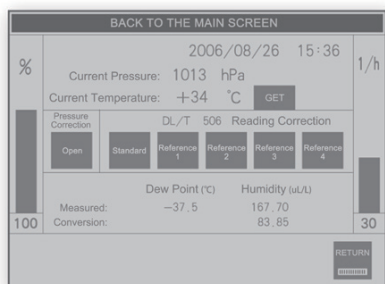 BACK TO THE MAIN SCREEN
2006/08/26 15:36
%
1/h
Current Pressure: 1013 hPa
Current Temperature: +34 °C GET
Pressure Correction
DL/T 506 Reading Correction
Open Standard Reference 1 Reference 2 Reference 3 Reference 4
Dew Point (℃) Humidity (uL/L)
Measured: -37.5 167.70
Conversion: 83.85
100
30
RETURN